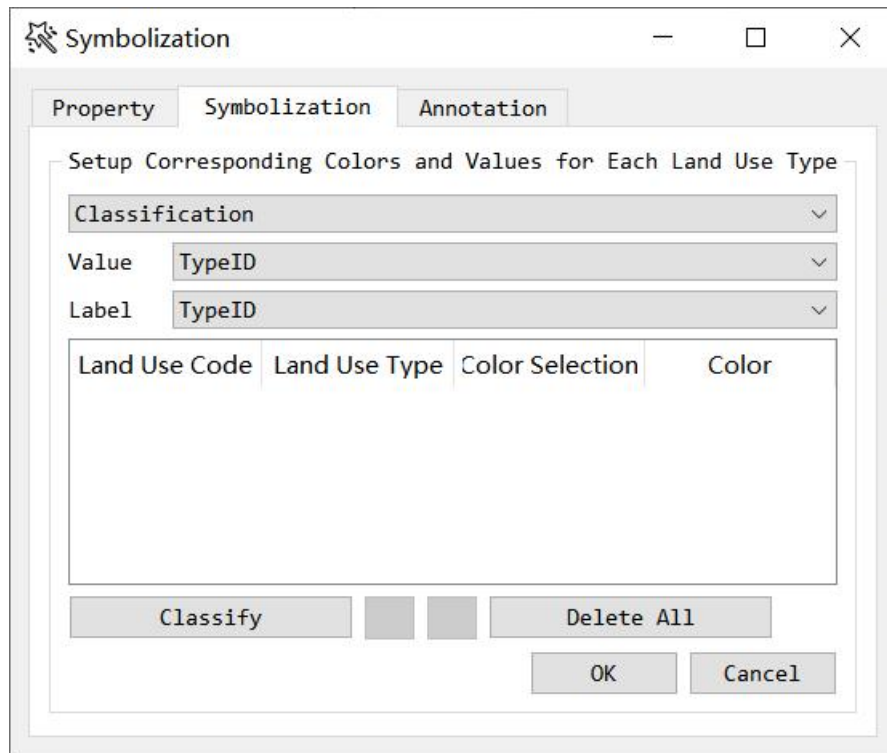 Symbolization
Property Symbolization Annotation
Setup Corresponding Colors and Values for Each Land Use Type
Classification
Value TypeID
Label TypeID
Land Use Code Land Use Type Color Selection Color
Classify Delete All
OK Cancel